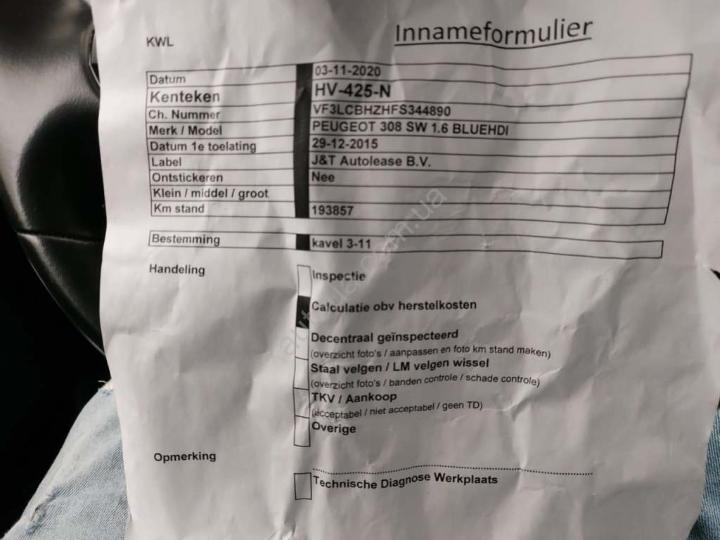 KWL
Innameformulier
Datum 03-11-2020
Kenteken HV-425-N
Ch. Nummer VF3LCBHZHFS344890
Merk / Model PEUGEOT 308 SW 1.6 BLUEHDI
Datum 1e toelating 29-12-2015
Label J&T Autolease B.V.
Ontstickeren Nee
Klein / middel / groot
Km stand 193857
Bestemming kavel 3-11
Handeling Inspectie
Calculatie obv herstelkosten
Decentraal geïnspecteerd
(overzicht foto's / aanpassen en foto km stand maken)
Staal velgen / LM velgen wissel
(overzicht foto's / banden controle / schade controle)
TKV / Aankoop
(acceptabel / niet acceptabel / geen TD)
Overige
Opmerking
Technische Diagnose Werkplaats